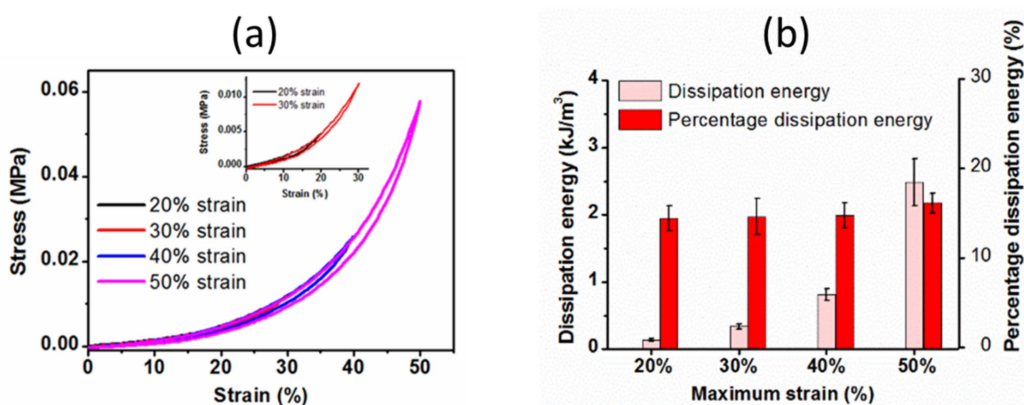 (a)
Stress (MPa)
0.06
0.04
0.02
0.00
0 10 20 30 40 50
Strain (%)
20% strain
30% strain
40% strain
50% strain
Stress (MPa)
0.010
0.005
0.000
0 10 20 30
Strain (%)
20% strain
30% strain
(b)
Dissipation energy (kJ/m³)
4
3
2
1
0
Dissipation energy
Percentage dissipation energy
20% 30% 40% 50%
Maximum strain (%)
30
20
10
0
Percentage dissipation energy (%)